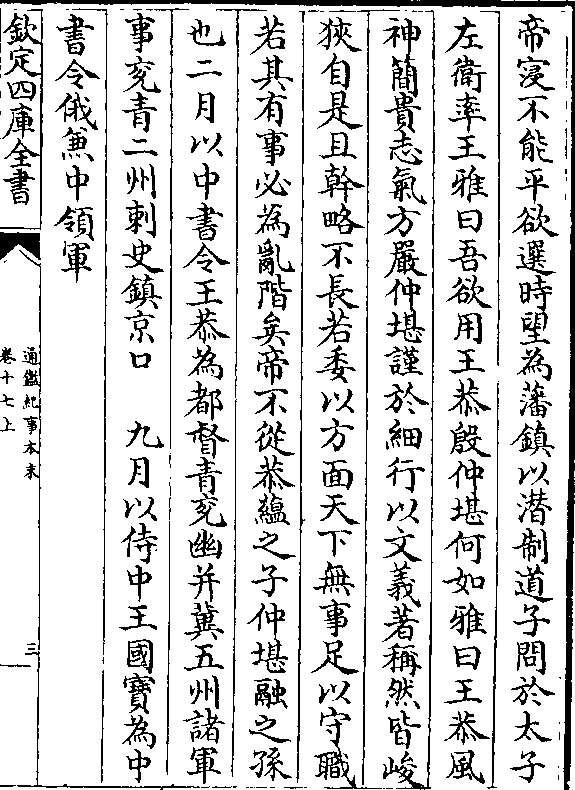 帝寖不能平欲選時望為藩鎮以潛制道子問於太子
左衛率王雅曰吾欲用王恭殷仲堪何如雅曰王恭風
神簡貴志氣方嚴仲堪謹於細行以文義著稱然皆峻
狹自是且幹略不長若委以方面天下無事足以守職
若其有事必為亂階矣帝不從恭蘊之子仲堪融之孫
也二月以中書令王恭為都督青兗幽并冀五州諸軍
事兗青二州刺史鎮京口　九月以侍中王國寶為中
書令俄兼中領軍
欽定四庫全書
通鑑紀事本末
卷十七上
三